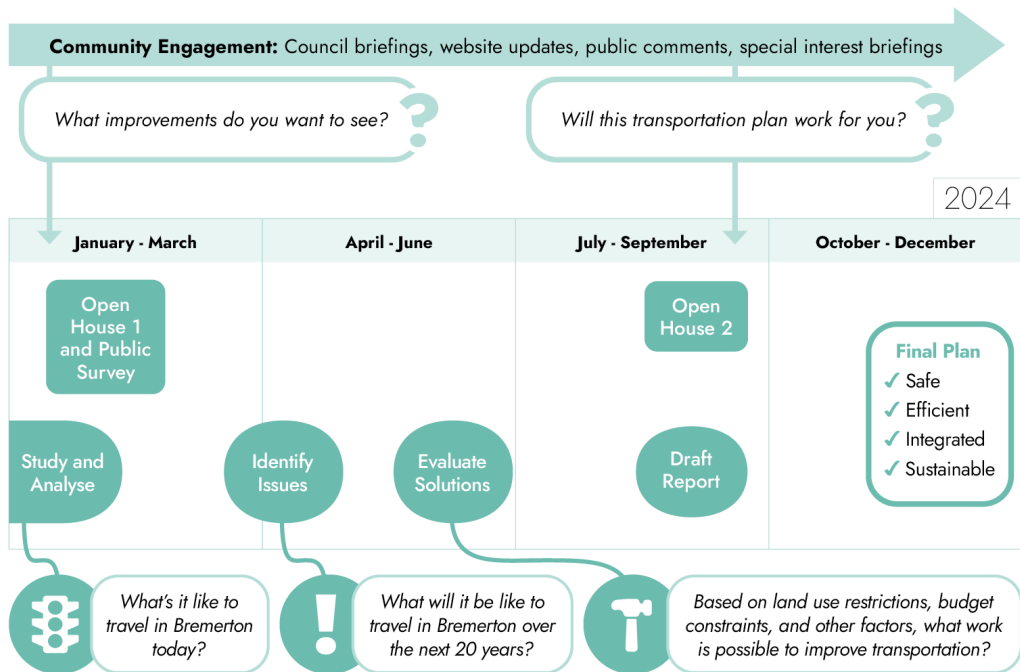 Community Engagement: Council briefings, website updates, public comments, special interest briefings
What improvements do you want to see?
?
Will this transportation plan work for you?
?
2024
January - March
April - June
July - September
October - December
Open
House 1
and Public
Survey
Open
House 2
Final Plan
✓ Safe
✓ Efficient
✓ Integrated
✓ Sustainable
Study and
Analyse
Identify
Issues
Evaluate
Solutions
Draft
Report
What's it like to
travel in Bremerton
today?
!
What will it be like to
travel in Bremerton over
the next 20 years?
Based on land use restrictions, budget
constraints, and other factors, what work
is possible to improve transportation?